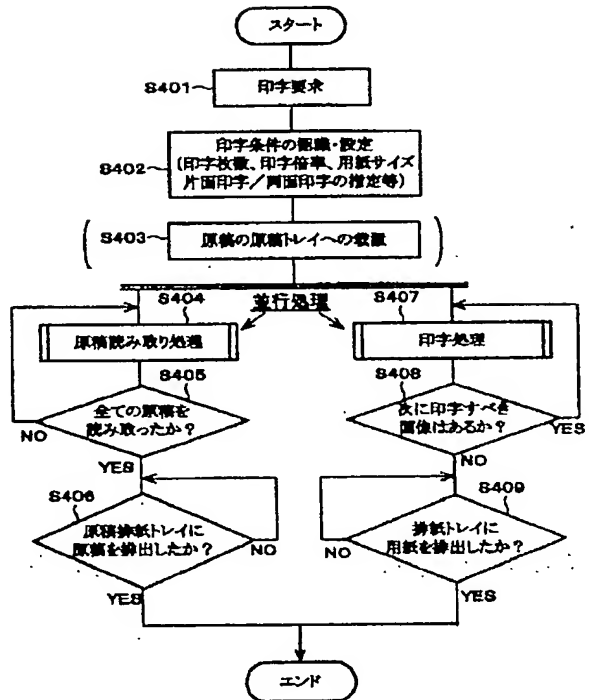 スタート
S401
印字要求
S402
印字条件の認識・設定
(印字枚数、印字倍率、用紙サイズ
片面印字／両面印字の指定等)
S403
原稿の原稿トレイへの載置
並行処理
S404
原稿読み取り処理
S405
全ての原稿を
読み取ったか？
NO
YES
S406
原稿排紙トレイに
原稿を排出したか？
NO
YES
S407
印字処理
S408
次に印字すべき
画像はあるか？
YES
NO
S409
排紙トレイに
用紙を排出したか？
NO
YES
エンド